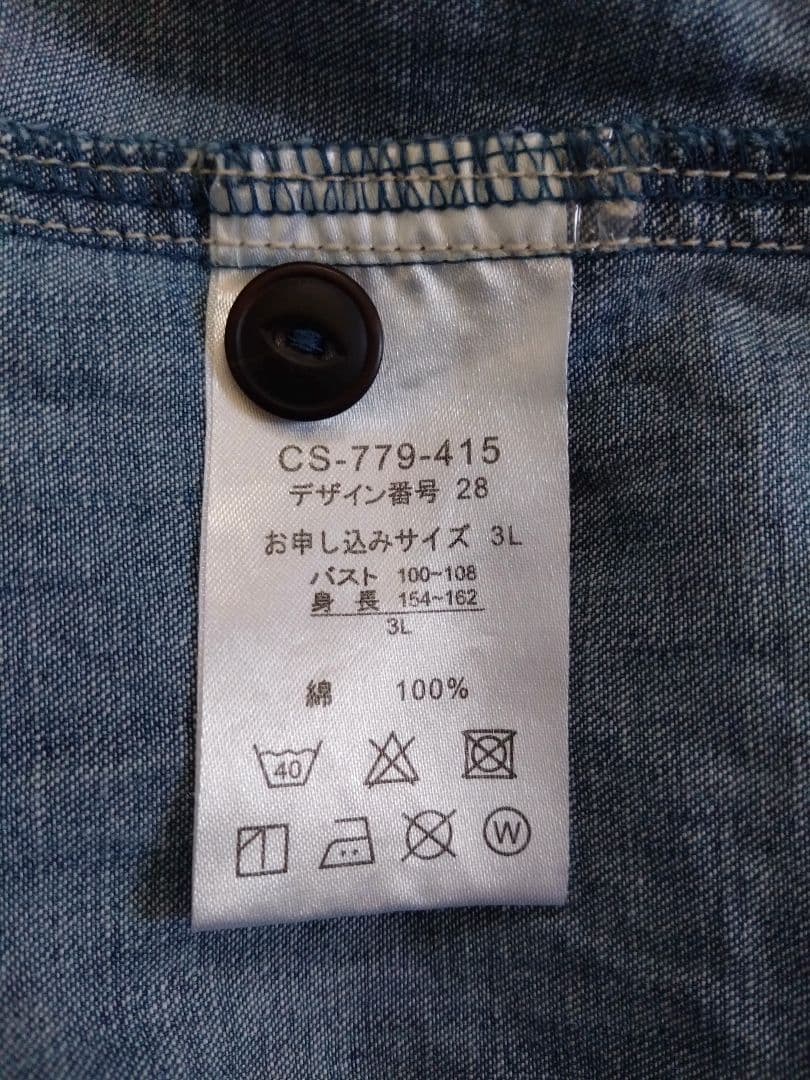 CS-779-415
デザイン番号 28
お申し込みサイズ 3L
バスト 100~108
身 長 154~162
3L
綿 100%
40
W